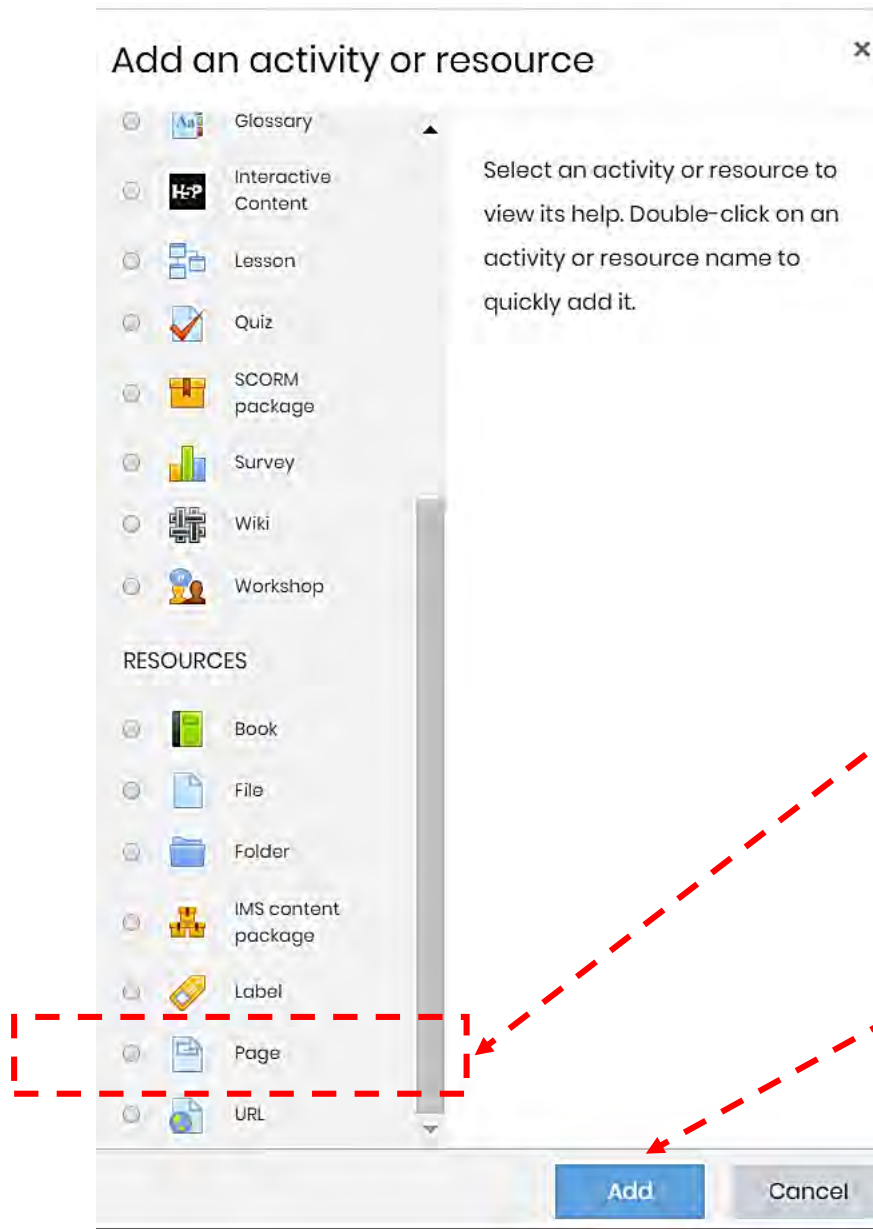 Add an activity or resource
×
Glossary
Interactive
Content
Lesson
Quiz
SCORM
package
Survey
Wiki
Workshop
RESOURCES
Book
File
Folder
IMS content
package
Label
Page
URL
Select an activity or resource to
view its help. Double-click on an
activity or resource name to
quickly add it.
Add
Cancel